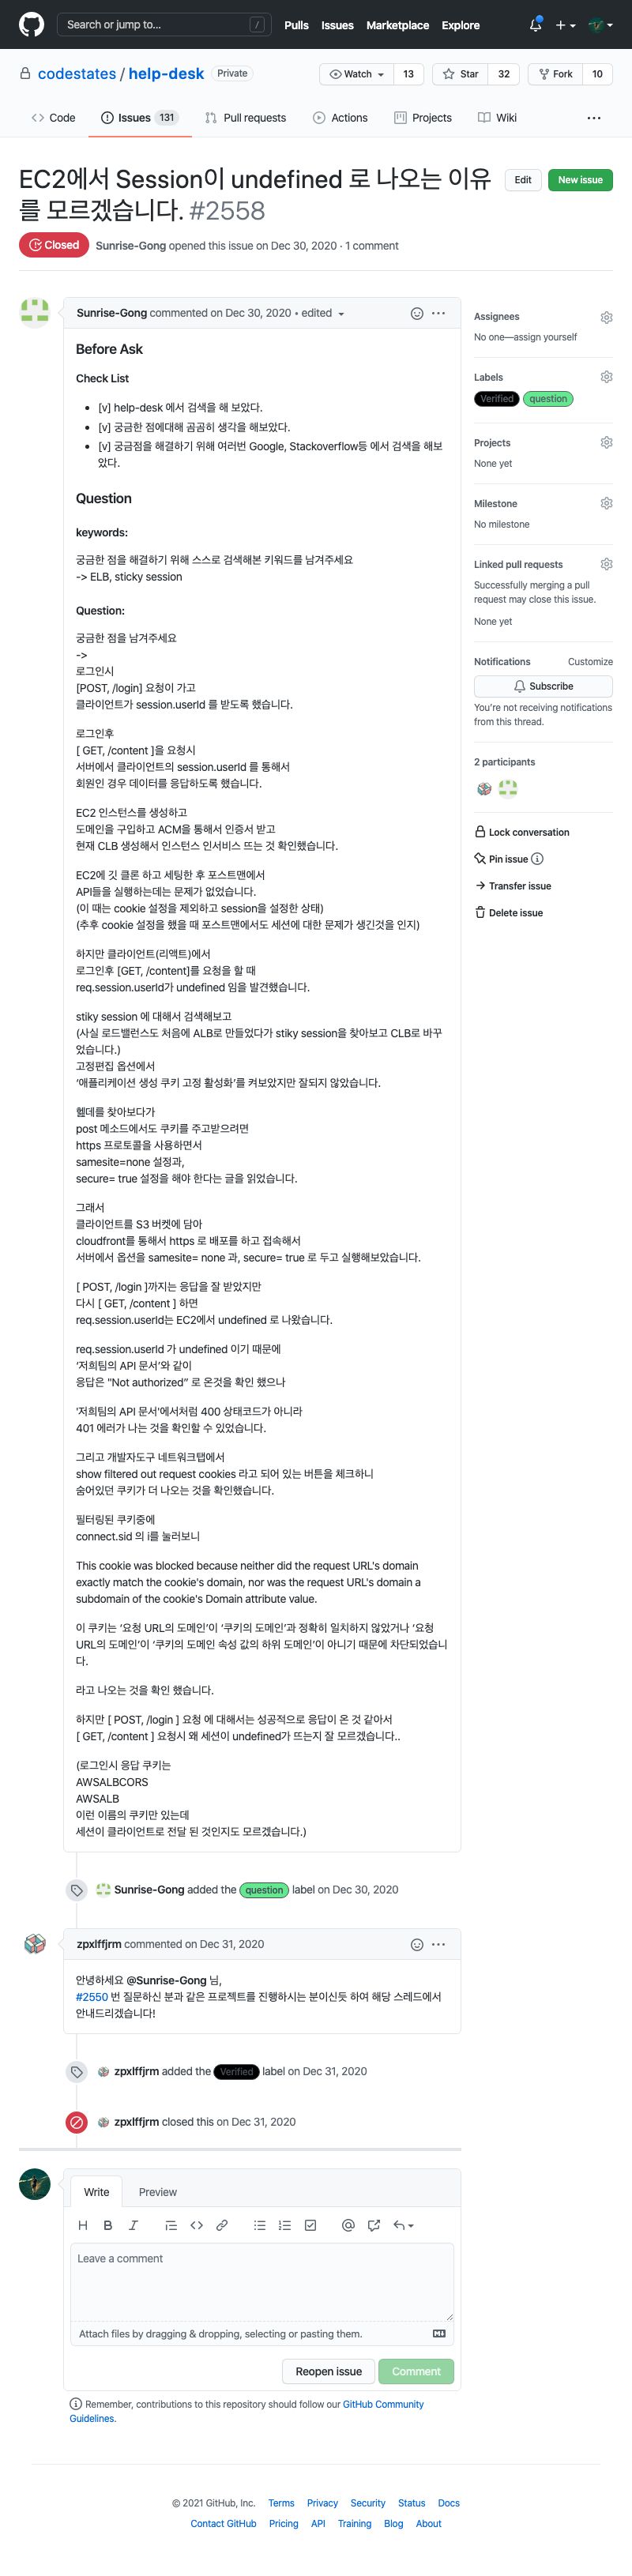 Search or jump to... /
Pulls Issues Marketplace Explore
codestates / help-desk Private
Watch 13 Star 32 Fork 10
Code Issues 131 Pull requests Actions Projects Wiki ...
EC2에서 Session이 undefined 로 나오는 이유
를 모르겠습니다. #2558
Edit New issue
Closed Sunrise-Gong opened this issue on Dec 30, 2020 · 1 comment
Sunrise-Gong commented on Dec 30, 2020 • edited
Before Ask
Check List
• [v] help-desk 에서 검색을 해 보았다.
• [v] 궁금한 점에대해 곰곰히 생각을 해보았다.
• [v] 궁금점을 해결하기 위해 여러번 Google, Stackoverflow등 에서 검색을 해보
았다.
Question
keywords:
궁금한 점을 해결하기 위해 스스로 검색해본 키워드를 남겨주세요
-> ELB, sticky session
Question:
궁금한 점을 남겨주세요
->
로그인시
[POST, /login] 요청이 가고
클라이언트가 session.userId 를 받도록 했습니다.
로그인후
[ GET, /content ]을 요청시
서버에서 클라이언트의 session.userId 를 통해서
회원인 경우 데이터를 응답하도록 했습니다.
EC2 인스턴스를 생성하고
도메인을 구입하고 ACM을 통해서 인증서 받고
현재 CLB 생성해서 인스턴스 인서비스 뜨는 것 확인했습니다.
EC2에 깃 클론 하고 세팅한 후 포스트맨에서
API들을 실행하는데는 문제가 없었습니다.
(이 때는 cookie 설정을 제외하고 session을 설정한 상태)
(추후 cookie 설정을 했을 때 포스트맨에서도 세션에 대한 문제가 생긴것을 인지)
하지만 클라이언트(리액트)에서
로그인후 [GET, /content]를 요청을 할 때
req.session.userId가 undefined 임을 발견했습니다.
stiky session 에 대해서 검색해보고
(사실 로드밸런스도 처음에 ALB로 만들었다가 stiky session을 찾아보고 CLB로 바꾸
었습니다.)
고정편집 옵션에서
‘애플리케이션 생성 쿠키 고정 활성화’를 켜보았지만 잘되지 않았습니다.
헬데를 찾아보다가
post 메소드에서도 쿠키를 주고받으려면
https 프로토콜을 사용하면서
samesite=none 설정과,
secure= true 설정을 해야 한다는 글을 읽었습니다.
그래서
클라이언트를 S3 버켓에 담아
cloudfront를 통해서 https 로 배포를 하고 접속해서
서버에서 옵션을 samesite= none 과, secure= true 로 두고 실행해보았습니다.
[ POST, /login ]까지는 응답을 잘 받았지만
다시 [ GET, /content ] 하면
req.session.userId는 EC2에서 undefined 로 나왔습니다.
req.session.userId 가 undefined 이기 때문에
‘저희팀의 API 문서’와 같이
응답은 "Not authorized” 로 온것을 확인 했으나
‘저희팀의 API 문서’에서처럼 400 상태코드가 아니라
401 에러가 나는 것을 확인할 수 있었습니다.
그리고 개발자도구 네트워크탭에서
show filtered out request cookies 라고 되어 있는 버튼을 체크하니
숨어있던 쿠키가 더 나오는 것을 확인했습니다.
필터링된 쿠키중에
connect.sid 의 i를 눌러보니
This cookie was blocked because neither did the request URL's domain
exactly match the cookie's domain, nor was the request URL's domain a
subdomain of the cookie's Domain attribute value.
이 쿠키는 ‘요청 URL의 도메인’이 ‘쿠키의 도메인’과 정확히 일치하지 않았거나 ‘요청
URL의 도메인’이 ‘쿠키의 도메인 속성 값의 하위 도메인’이 아니기 때문에 차단되었습니
다.
라고 나오는 것을 확인 했습니다.
하지만 [ POST, /login ] 요청 에 대해서는 성공적으로 응답이 온 것 같아서
[ GET, /content ] 요청시 왜 세션이 undefined가 뜨는지 잘 모르겠습니다..
(로그인시 응답 쿠키는
AWSALBCORS
AWSALB
이런 이름의 쿠키만 있는데
세션이 클라이언트로 전달 된 것인지도 모르겠습니다.)
Assignees
No one—assign yourself
Labels
Verified question
Projects
None yet
Milestone
No milestone
Linked pull requests
Successfully merging a pull
request may close this issue.
None yet
Notifications Customize
Subscribe
You're not receiving notifications
from this thread.
2 participants
Lock conversation
Pin issue
Transfer issue
Delete issue
Sunrise-Gong added the question label on Dec 30, 2020
zpxlffjrm commented on Dec 31, 2020
안녕하세요 @Sunrise-Gong 님,
#2550 번 질문하신 분과 같은 프로젝트를 진행하시는 분이신듯 하여 해당 스레드에서
안내드리겠습니다!
zpxlffjrm added the Verified label on Dec 31, 2020
zpxlffjrm closed this on Dec 31, 2020
Write Preview
H B I
Leave a comment
Attach files by dragging & dropping, selecting or pasting them.
Reopen issue Comment
Remember, contributions to this repository should follow our GitHub Community
Guidelines.
© 2021 GitHub, Inc. Terms Privacy Security Status Docs
Contact GitHub Pricing API Training Blog About